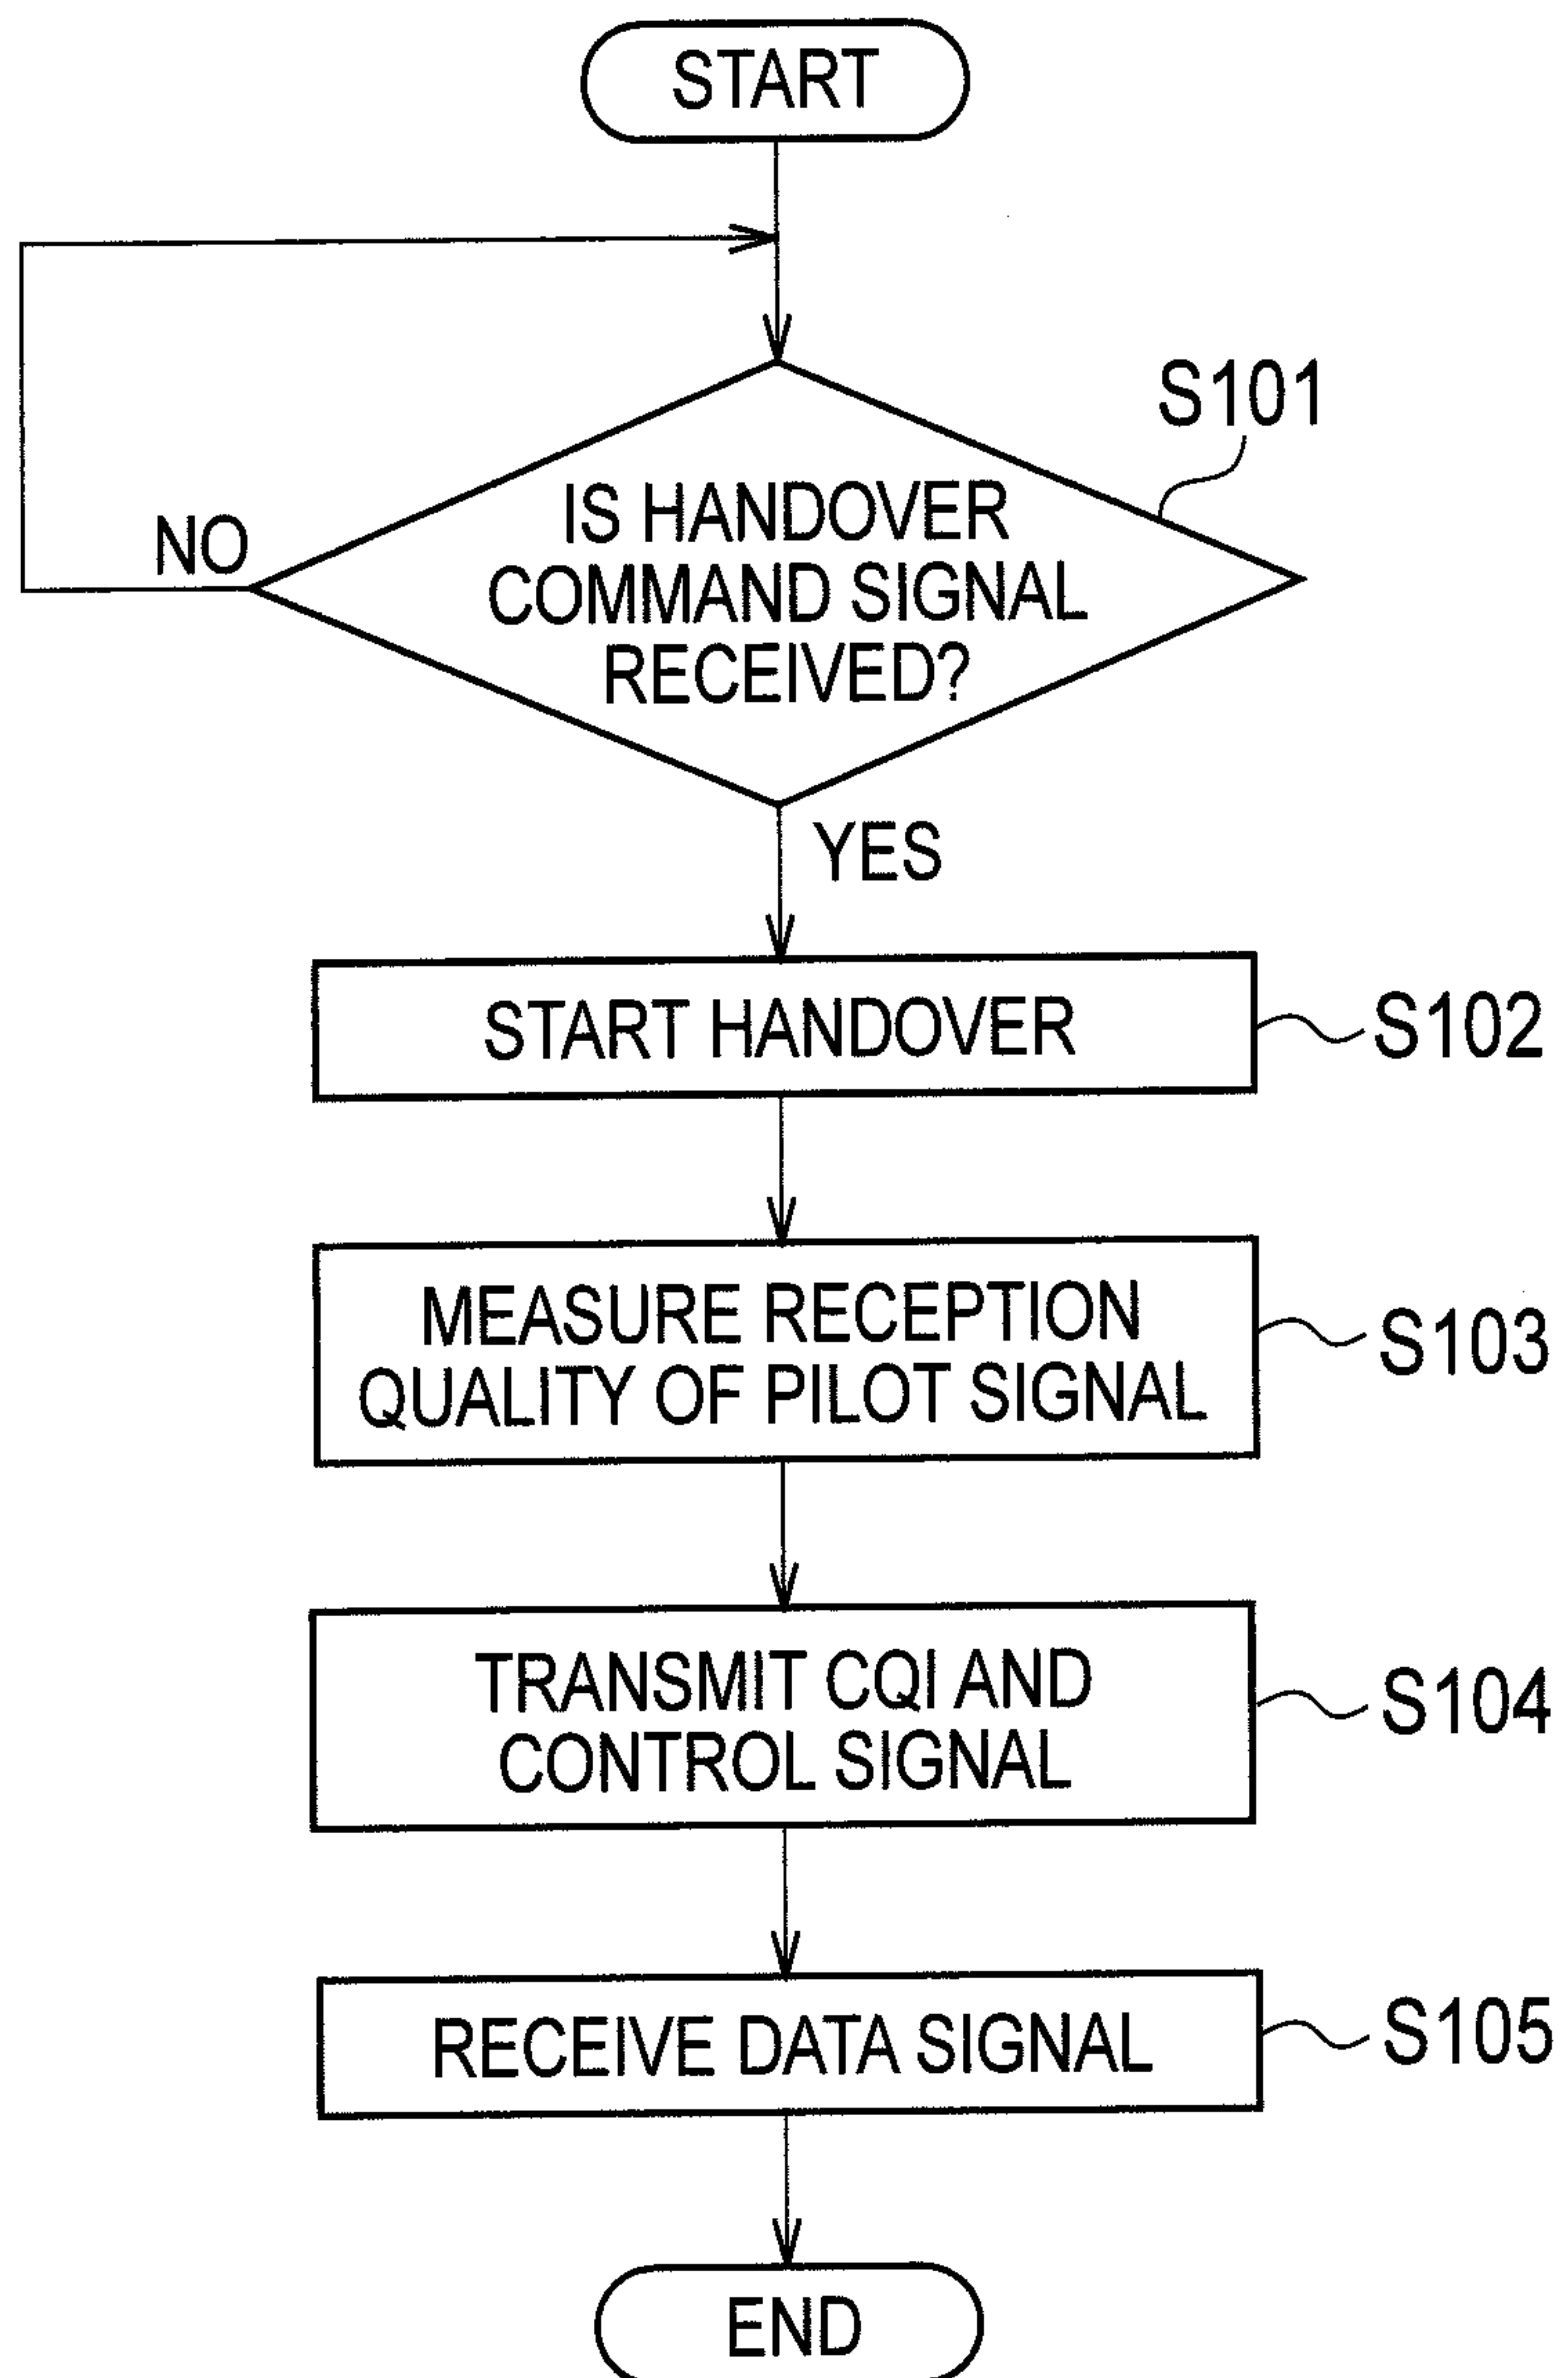 START
S101
IS HANDOVER
COMMAND SIGNAL
RECEIVED?
NO
YES
START HANDOVER
S102
MEASURE RECEPTION
QUALITY OF PILOT SIGNAL
S103
TRANSMIT CQI AND
CONTROL SIGNAL
S104
RECEIVE DATA SIGNAL
S105
END